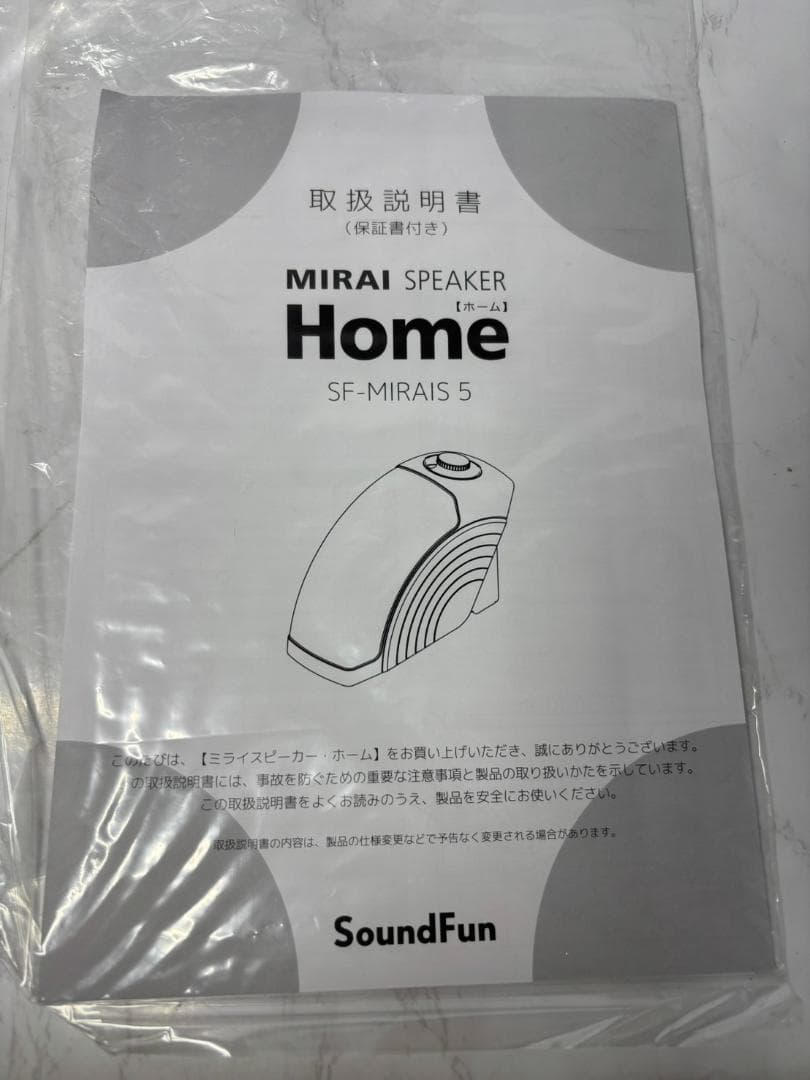 取扱説明書
（保証書付き）
MIRAI SPEAKER
【ホーム】
Home
SF-MIRAIS 5
このたびは、【ミライスピーカー・ホーム】をお買い上げいただき、誠にありがとうございます。
の取扱説明書には、事故を防ぐための重要な注意事項と製品の取り扱いかたを示しています。
この取扱説明書をよくお読みのうえ、製品を安全にお使いください。
取扱説明書の内容は、製品の仕様変更などで予告なく変更される場合があります。
SoundFun